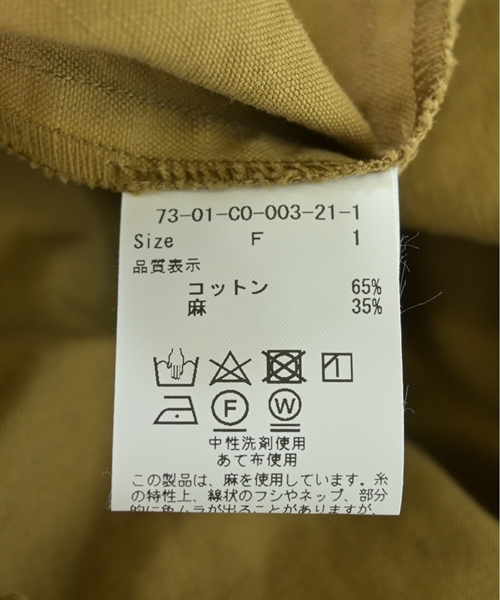 73-01-CO-003-21-1
Size F 1
品質表示
コットン 65%
麻 35%
F W
中性洗剤使用
あて布使用
この製品は、麻を使用しています。糸
の特性上、線状のフシやネップ、部分
的に色ムラが出ることがありますが、